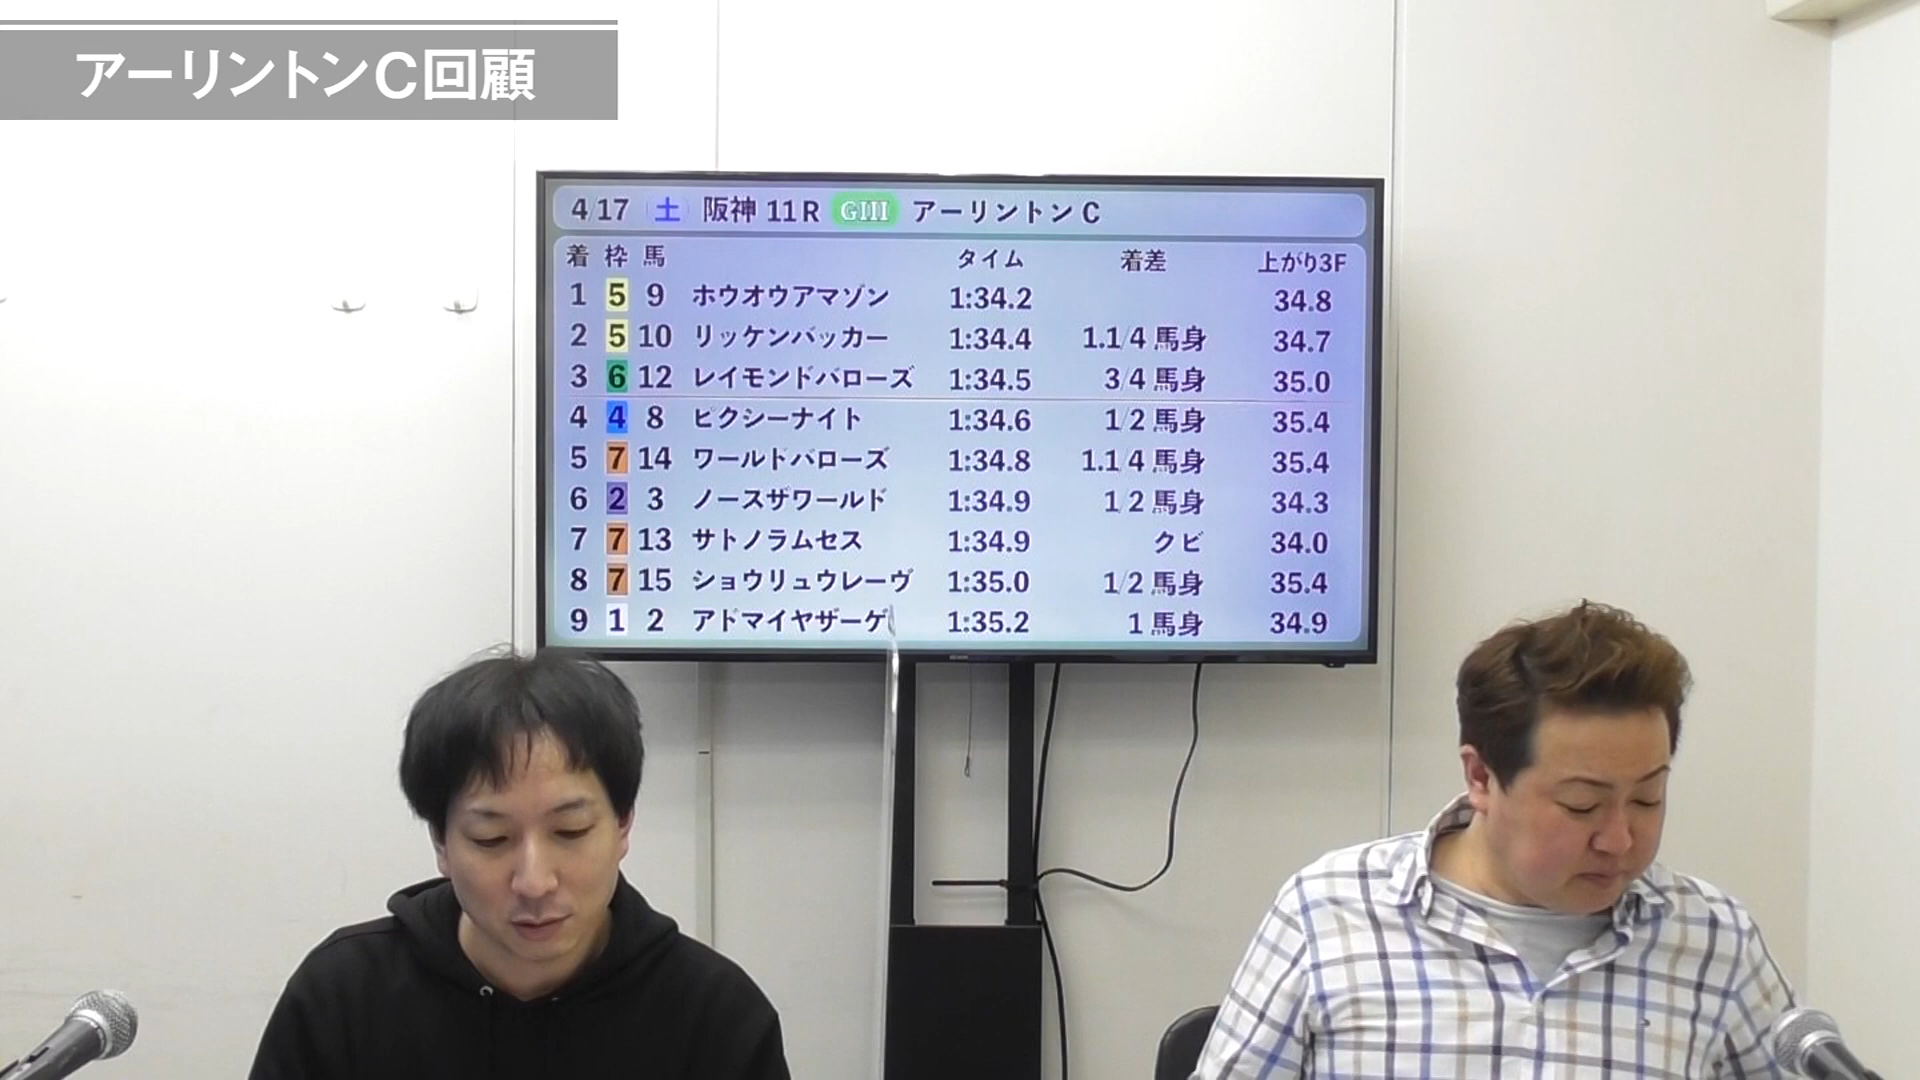 アーリントンC回顧
4/17 土 阪神 11R GIII アーリントンC
着 枠 馬 タイム 着差 上がり3F
1 5 9 ホウオウアマゾン 1:34.2 34.8
2 5 10 リッケンバッカー 1:34.4 1.1/4 馬身 34.7
3 6 12 レイモンドバローズ 1:34.5 3/4 馬身 35.0
4 4 8 ピクシーナイト 1:34.6 1/2 馬身 35.4
5 7 14 ワールドバローズ 1:34.8 1.1/4 馬身 35.4
6 2 3 ノースザワールド 1:34.9 1/2 馬身 34.3
7 7 13 サトノラムセス 1:34.9 クビ 34.0
8 7 15 ショウリュウレーヴ 1:35.0 1/2 馬身 35.4
9 1 2 アドマイヤザーゲ 1:35.2 1 馬身 34.9